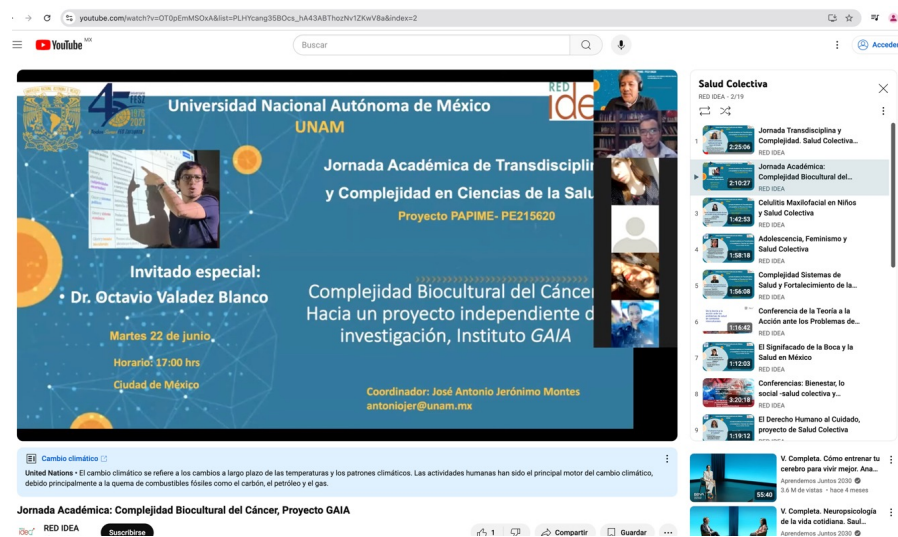 youtube.com/watch?v=OT0pEmMSOxA&list=PLHYcang35BOcs_hA43ABThozNv1ZKwV8a&index=2
YouTube MX
Buscar
Acceder
45
FESZ
Universidad Nacional Autónoma de México
UNAM
RED
ide
Jornada Académica de Transdiscipli
y Complejidad en Ciencias de la Salu
Proyecto PAPIME- PE215620
Invitado especial:
Dr. Octavio Valadez Blanco
Martes 22 de junio
Horario: 17:00 hrs
Ciudad de México
Complejidad Biocultural del Cáncer
Hacia un proyecto independiente d
investigación, Instituto GAIA
Coordinador: José Antonio Jerónimo Montes
antoniojer@unam.mx
Cambio climático
United Nations • El cambio climático se refiere a los cambios a largo plazo de las temperaturas y los patrones climáticos. Las actividades humanas han sido el principal motor del cambio climático,
debido principalmente a la quema de combustibles fósiles como el carbón, el petróleo y el gas.
Jornada Académica: Complejidad Biocultural del Cáncer, Proyecto GAIA
RED IDEA
Suscribirse
1
Compartir
Guardar
Salud Colectiva
RED IDEA - 2/19
1
2:25:06
Jornada Transdisciplina y
Complejidad. Salud Colectiva...
RED IDEA
2:10:27
Jornada Académica:
Complejidad Biocultural del...
RED IDEA
3
1:42:53
Celulitis Maxilofacial en Niños
y Salud Colectiva
RED IDEA
4
1:58:18
Adolescencia, Feminismo y
Salud Colectiva
RED IDEA
5
1:56:08
Complejidad Sistemas de
Salud y Fortalecimiento de la...
RED IDEA
6
1:16:42
Conferencia de la Teoría a la
Acción ante los Problemas de...
RED IDEA
7
1:12:03
El Signifacado de la Boca y la
Salud en México
RED IDEA
8
3:20:18
Conferencias: Bienestar, lo
social -salud colectiva y...
RED IDEA
9
1:19:12
El Derecho Humano al Cuidado,
proyecto de Salud Colectiva
RED IDEA
55:40
V. Completa. Cómo entrenar tu
cerebro para vivir mejor. Ana...
Aprendemos Juntos 2030
3.6 M de vistas • hace 4 meses
V. Completa. Neuropsicología
de la vida cotidiana. Saul...
Aprendemos Juntos 2030